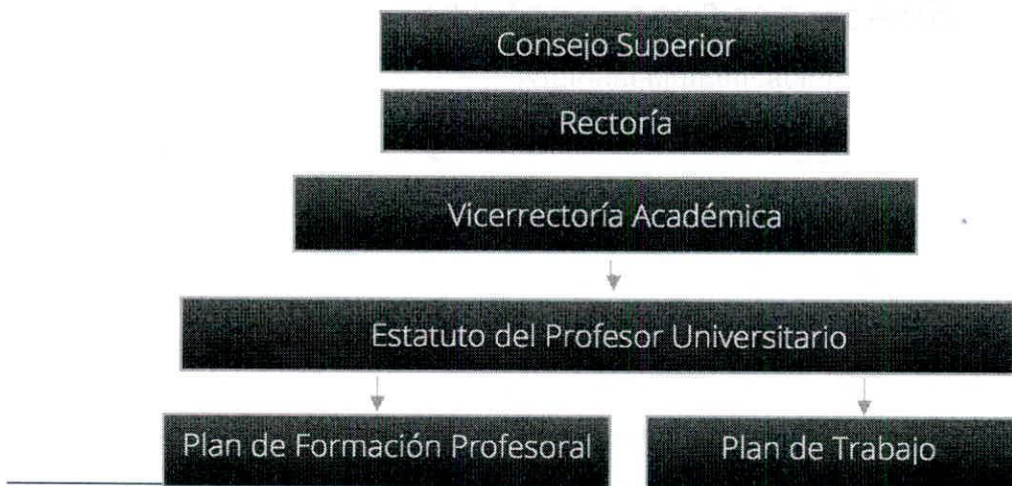 Consejo Superior
Rectoría
Vicerrectoría Académica
Estatuto del Profesor Universitario
Plan de Formación Profesoral
Plan de Trabajo